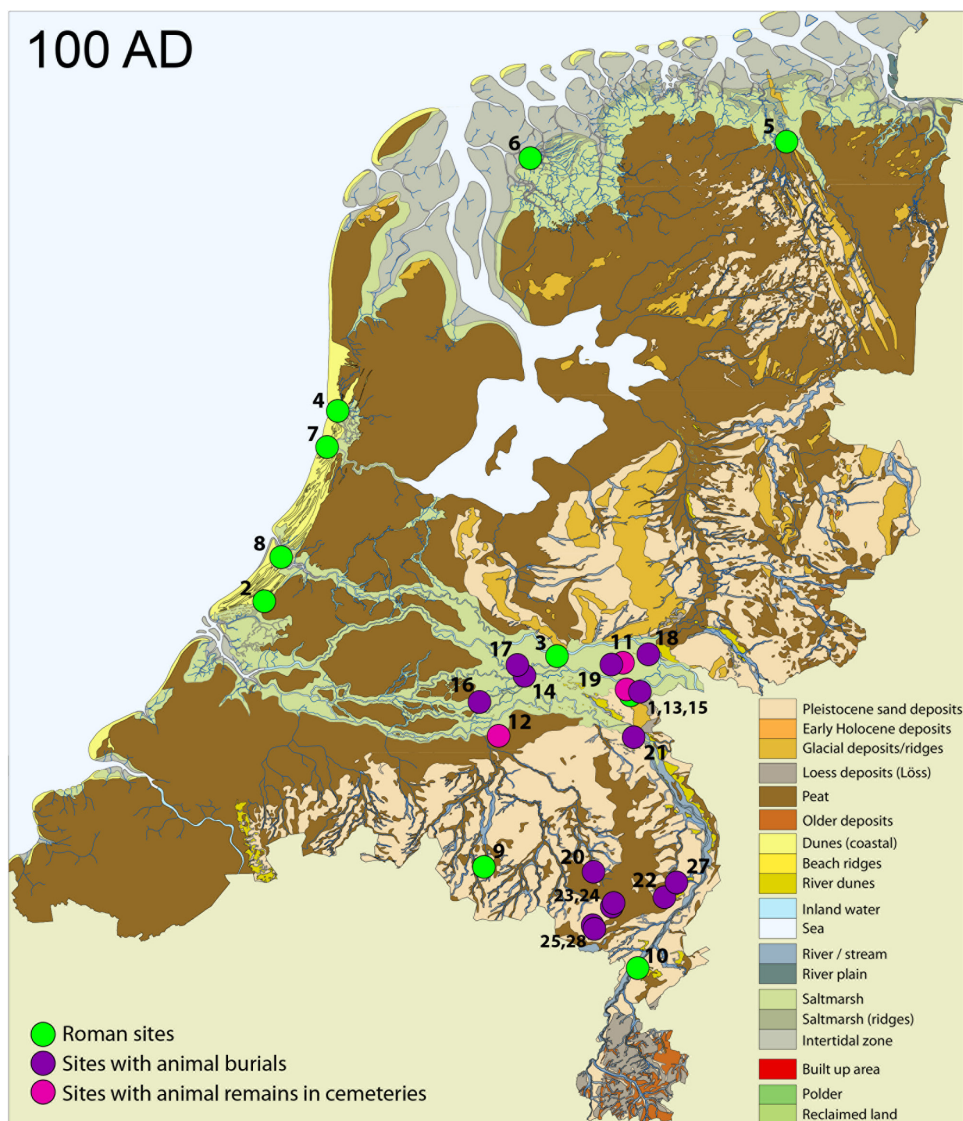 100 AD
5
6
4
7
8
2
3
11
18
17
19
14
1,13,15
16
12
21
9
20
27
22
23,24
25,28
10
Roman sites
Sites with animal burials
Sites with animal remains in cemeteries
Pleistocene sand deposits
Early Holocene deposits
Glacial deposits/ridges
Loess deposits (Löss)
Peat
Older deposits
Dunes (coastal)
Beach ridges
River dunes
Inland water
Sea
River / stream
River plain
Saltmarsh
Saltmarsh (ridges)
Intertidal zone
Built up area
Polder
Reclaimed land